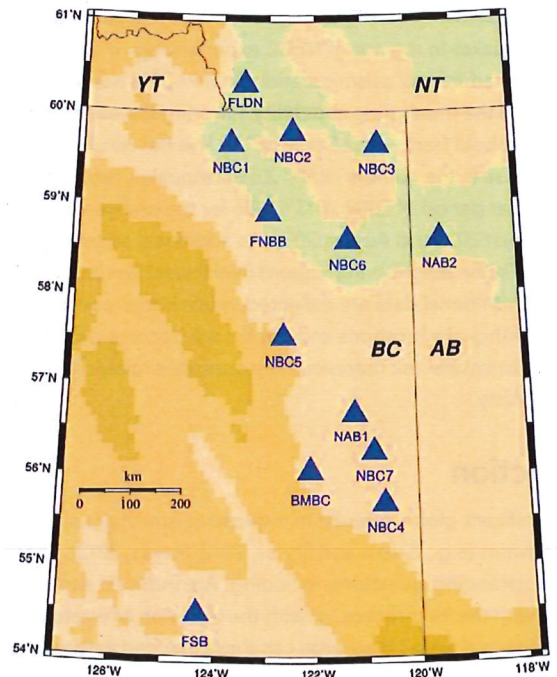 61°N
YT
NT
FLDN
60°N
NBC1
NBC2
NBC3
59°N
FNBB
NBC6
NAB2
58°N
NBC5
BC
AB
57°N
NAB1
NBC7
56°N
km
0 100 200
BMBC
NBC4
55°N
FSB
54°N
126°W 124°W 122°W 120°W 118°W